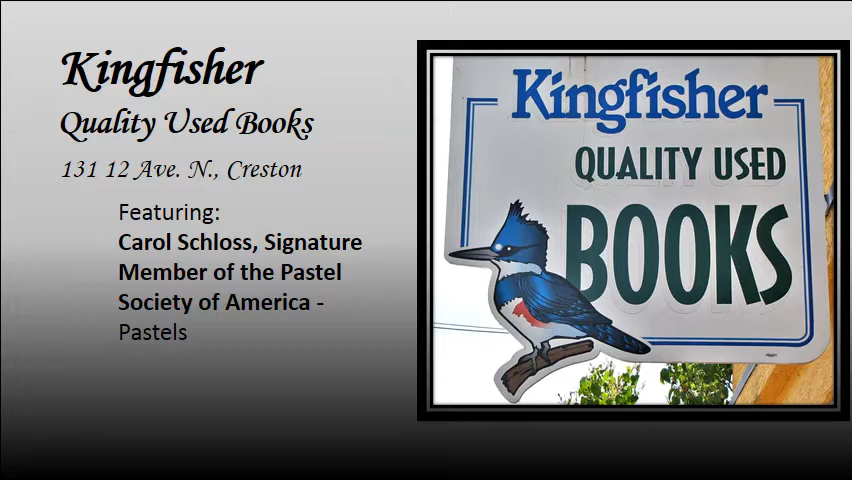 Kingfisher
Quality Used Books
131 12 Ave. N., Creston
Featuring:
Carol Schloss, Signature
Member of the Pastel
Society of America -
Pastels
Kingfisher
QUALITY USED
BOOKS